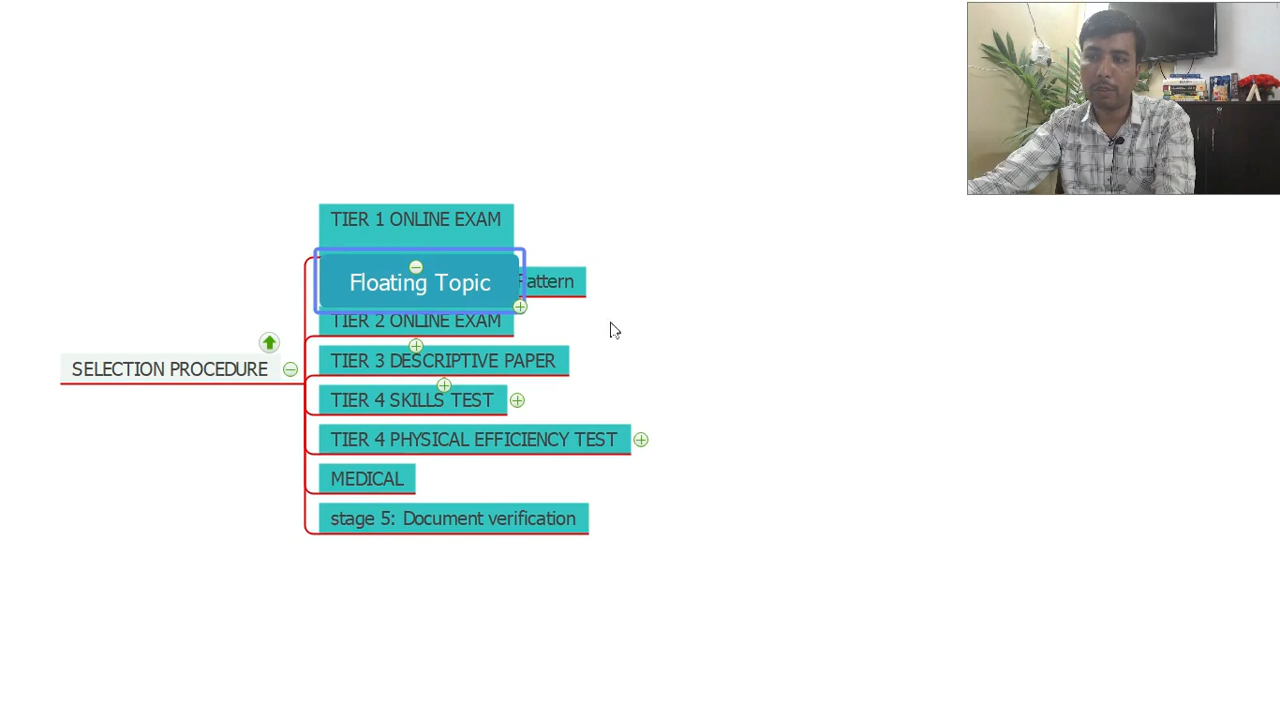 TIER 1 ONLINE EXAM
Floating Topic
Pattern
TIER 2 ONLINE EXAM
TIER 3 DESCRIPTIVE PAPER
SELECTION PROCEDURE
TIER 4 SKILLS TEST
TIER 4 PHYSICAL EFFICIENCY TEST
MEDICAL
stage 5: Document verification